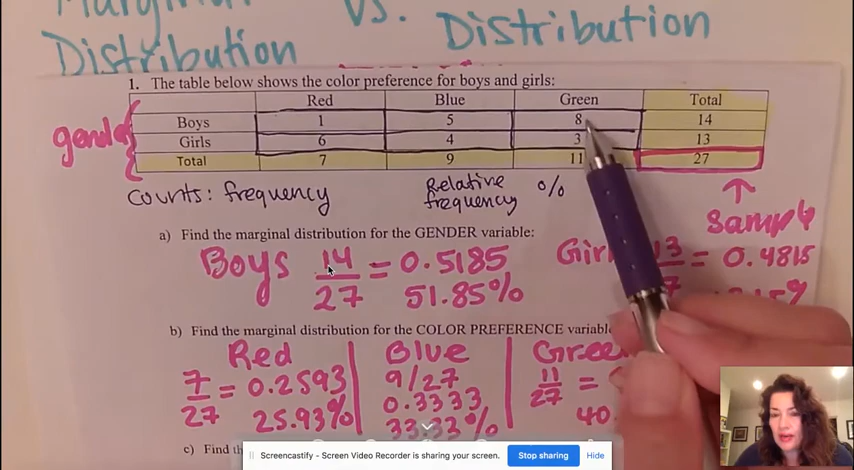 Marginal vs.
Distribution Distribution
1. The table below shows the color preference for boys and girls:
Red Blue Green Total
gender Boys 1 5 8 14
Girls 6 4 3 13
Total 7 9 11 27
Counts: frequency Relative frequency %
Sample
a) Find the marginal distribution for the GENDER variable:
Boys 14/27 = 0.5185
51.85%
13/27 = 0.4815
b) Find the marginal distribution for the COLOR PREFERENCE
Red Blue
7/27 = 0.2593 9/27 11/27 =
25.93% 0.3333 40.
33.33%
c) Find
Screencastify - Screen Video Recorder is sharing your screen. Stop sharing Hide